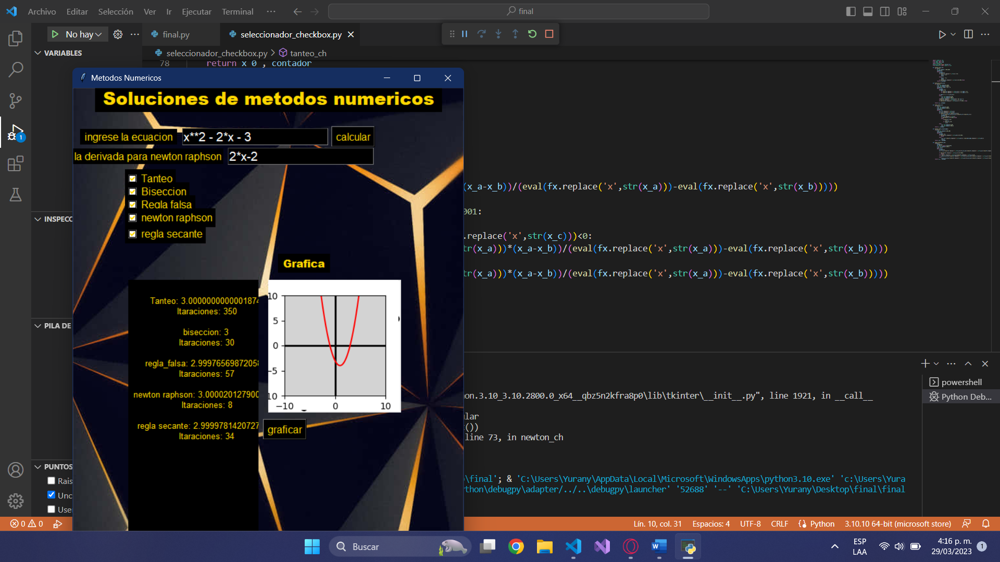 Archivo Editar Selección Ver Ir Ejecutar Terminal ··· final
No hay
final.py
seleccionador_checkbox.py
VARIABLES
seleccionador_checkbox.py > tanteo_ch
78 return x_0 , contador
Metodos Numericos
Soluciones de metodos numericos
ingrese la ecuacion x**2 - 2*x - 3 calcular
la derivada para newton raphson 2*x-2
Tanteo
Biseccion
Regla falsa
newton raphson
regla secante
(x_a-x_b))/(eval(fx.replace('x',str(x_a)))-eval(fx.replace('x',str(x_b)))))
001:
.replace('x',str(x_c)))<0:
tr(x_a)))*(x_a-x_b))/(eval(fx.replace('x',str(x_a)))-eval(fx.replace('x',str(x_b)))))
tr(x_a)))*(x_a-x_b))/(eval(fx.replace('x',str(x_a)))-eval(fx.replace('x',str(x_b)))))
INSPECC
PILA DE
PUNTOS
Rais
Unc
Use
Grafica
Tanteo: 3.0000000000001874
Itaraciones: 350
biseccion: 3
Itaraciones: 30
regla_falsa: 2.99976569872058
Itaraciones: 57
newton raphson: 3.000020127900
Itaraciones: 8
regla secante: 2.9999781420727
Itaraciones: 34
10
5
0
-5
10
-10 0 10
graficar
powershell
Python Deb...
on.3.10_3.10.2800.0_x64__qbz5n2kfra8p0\lib\tkinter\__init__.py", line 1921, in __call__
lar
())
line 73, in newton_ch
\final'; & 'C:\Users\Yurany\AppData\Local\Microsoft\WindowsApps\python3.10.exe' 'c:\Users\Yura
thon\debugpy\adapter/../..\debugpy\launcher' '52688' '--' 'C:\Users\Yurany\Desktop\final\final
0 0
Lín. 10, col. 31 Espacios: 4 UTF-8 CRLF Python 3.10.10 64-bit (microsoft store)
1
Buscar
ESP
LAA
4:16 p. m.
29/03/2023
1